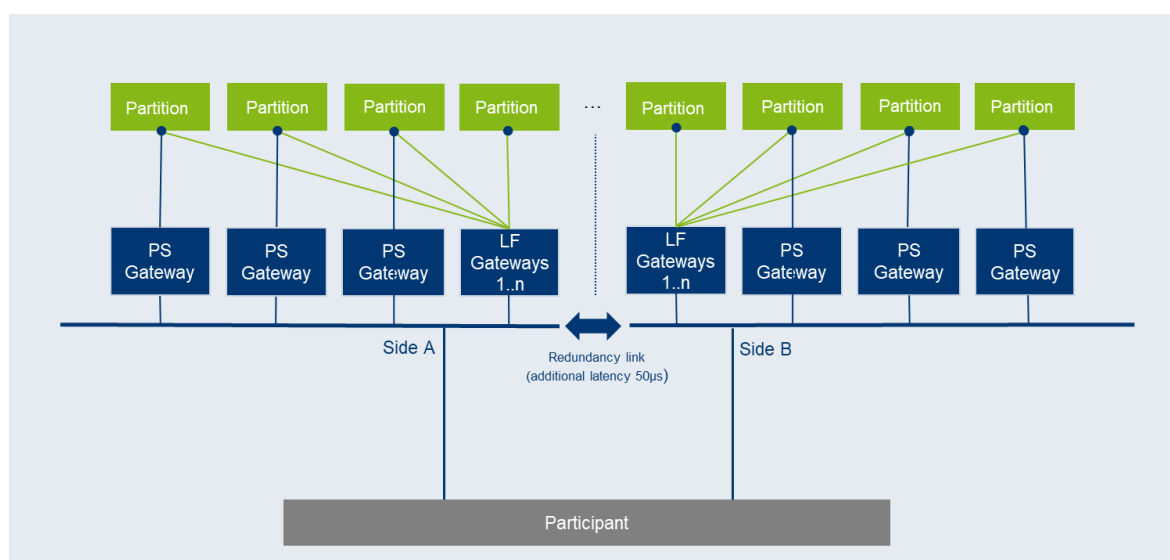 Partition
Partition
Partition
Partition
...
Partition
Partition
Partition
Partition
PS
Gateway
PS
Gateway
PS
Gateway
LF
Gateways
1..n
LF
Gateways
1..n
PS
Gateway
PS
Gateway
PS
Gateway
Side A
Redundancy link
(additional latency 50µs)
Side B
Participant